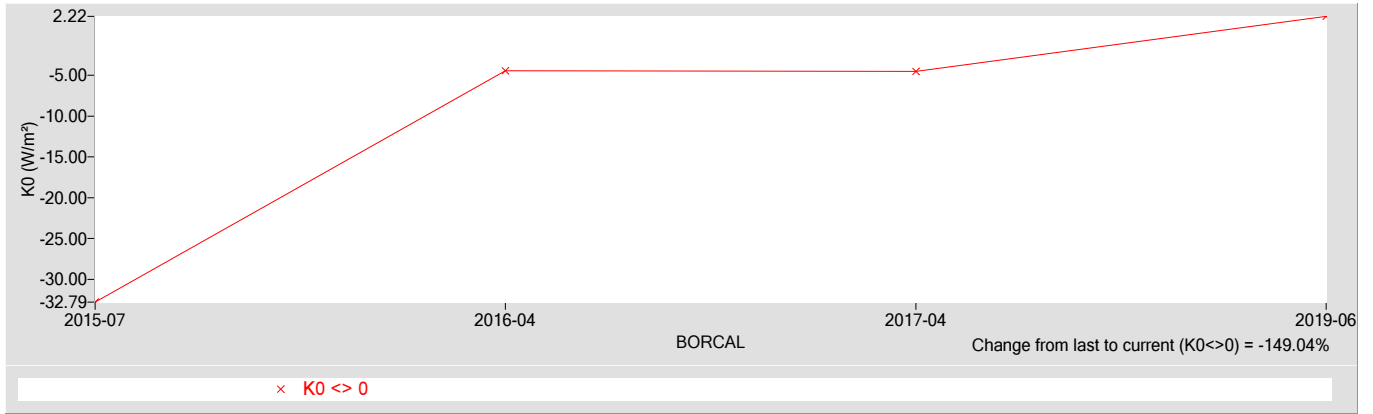 2.22
-5.00
-10.00
-15.00
-20.00
-25.00
-30.00
-32.79
K0 (W/m²)
2015-07 2016-04 2017-04 2019-06
BORCAL
Change from last to current (K0<>0) = -149.04%
× K0 <> 0